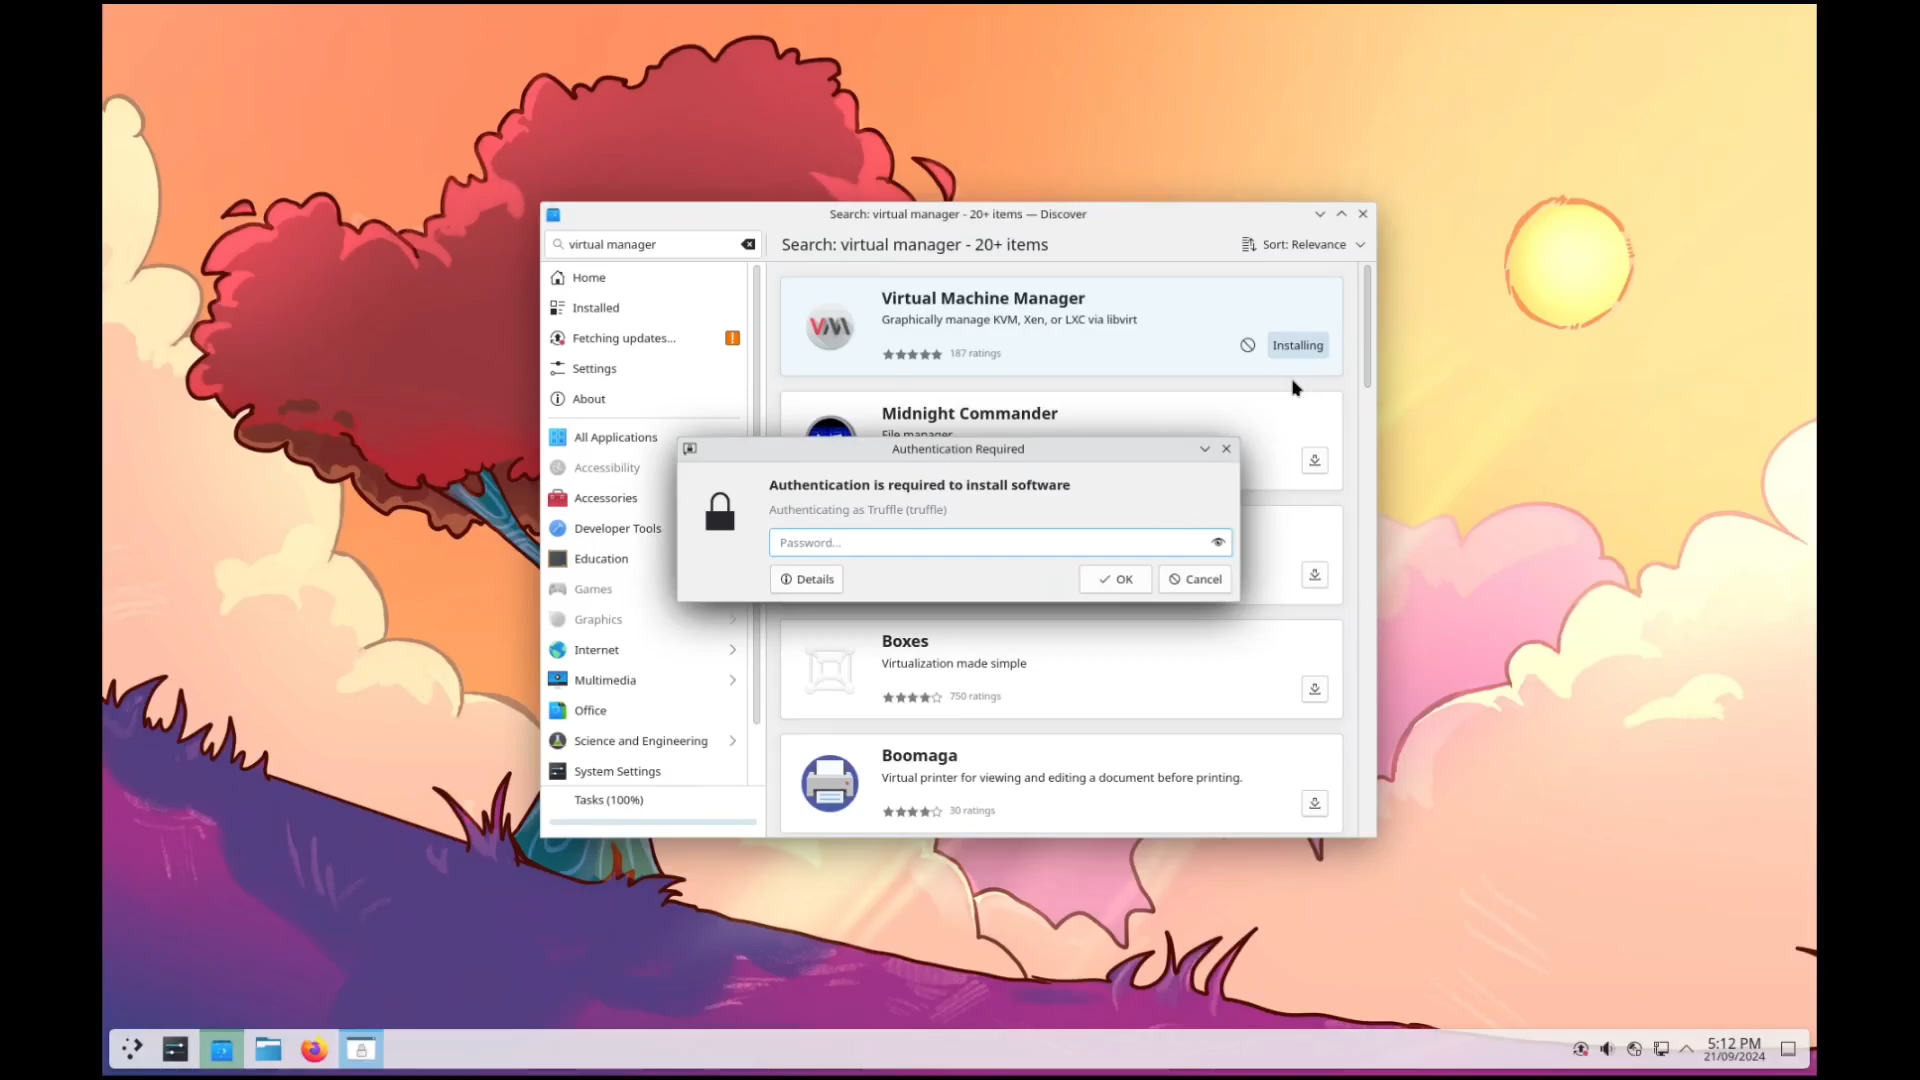 Search: virtual manager - 20+ items — Discover
virtual manager
Search: virtual manager - 20+ items
Sort: Relevance
Home
Installed
Fetching updates...
Settings
About
All Applications
Accessibility
Accessories
Developer Tools
Education
Games
Graphics
Internet
Multimedia
Office
Science and Engineering
System Settings
Tasks (100%)
Virtual Machine Manager
Graphically manage KVM, Xen, or LXC via libvirt
187 ratings
Installing
VM
Midnight Commander
File manager
Authentication Required
Authentication is required to install software
Authenticating as Truffle (truffle)
Password...
Details
OK
Cancel
Boxes
Virtualization made simple
750 ratings
Boomaga
Virtual printer for viewing and editing a document before printing.
30 ratings
5:12 PM
21/09/2024